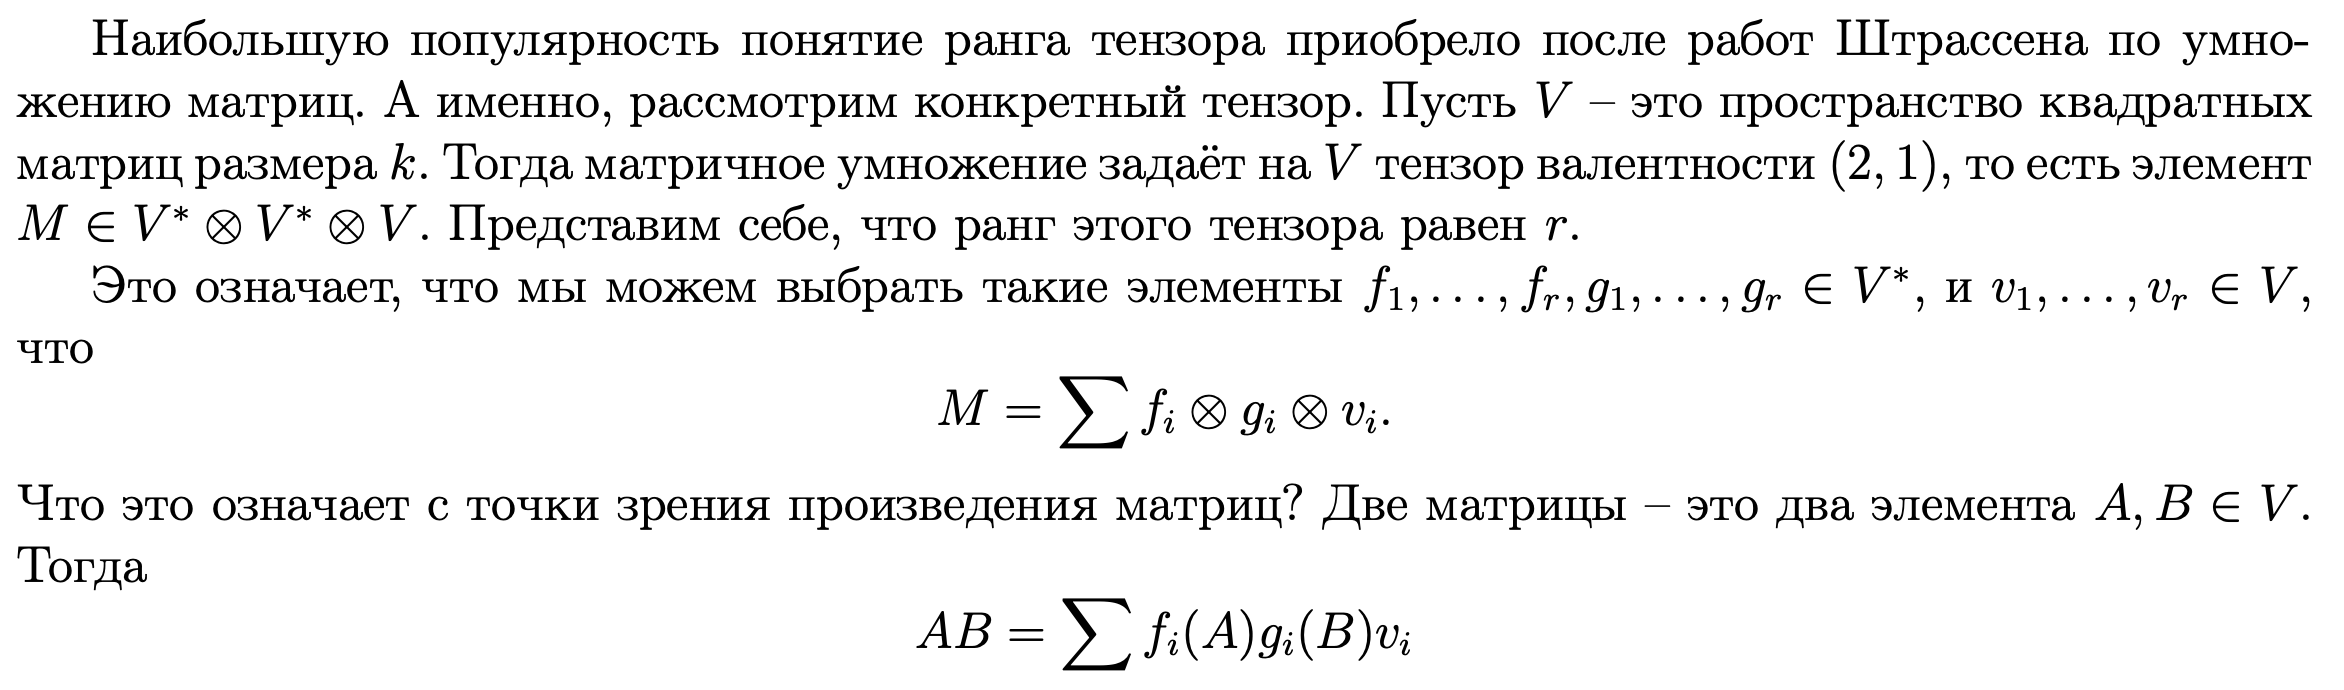 Наибольшую популярность понятие ранга тензора приобрело после работ Штрассена по умно-
жению матриц. А именно, рассмотрим конкретный тензор. Пусть V – это пространство квадратных
матриц размера k. Тогда матричное умножение задаёт на V тензор валентности (2, 1), то есть элемент
M ∈ V* ⊗ V* ⊗ V. Представим себе, что ранг этого тензора равен r.
Это означает, что мы можем выбрать такие элементы f₁, . . . , fᵣ, g₁, . . . , gᵣ ∈ V*, и v₁, . . . , vᵣ ∈ V,
что
M = ∑ fᵢ ⊗ gᵢ ⊗ vᵢ.
Что это означает с точки зрения произведения матриц? Две матрицы – это два элемента A, B ∈ V.
Тогда
AB = ∑ fᵢ(A)gᵢ(B)vᵢ